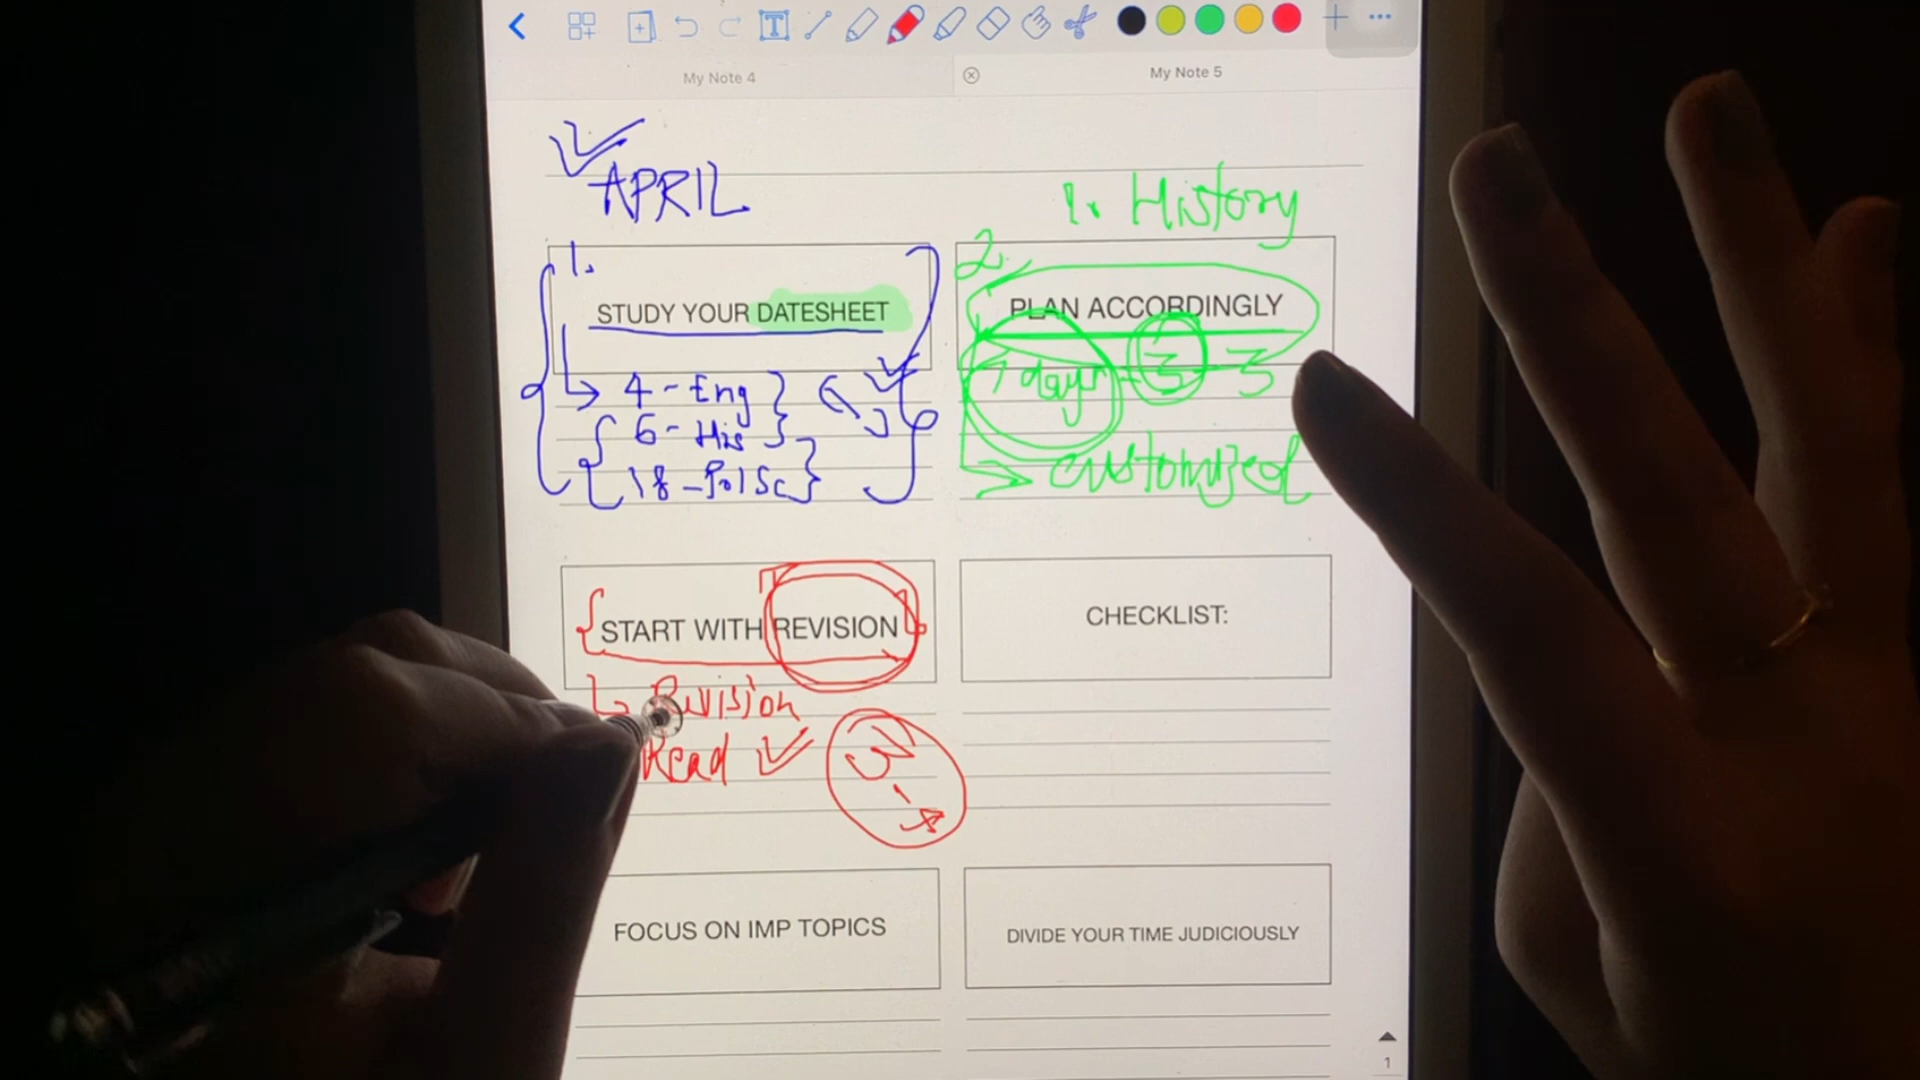 My Note 4
My Note 5
APRIL
1. History
1.
STUDY YOUR DATESHEET
4 - Eng
6 - His
18 - Pol Sc
2.
PLAN ACCORDINGLY
7 days - 3 - 3
customized
START WITH REVISION
Revision
Read
3
CHECKLIST:
FOCUS ON IMP TOPICS
DIVIDE YOUR TIME JUDICIOUSLY
1